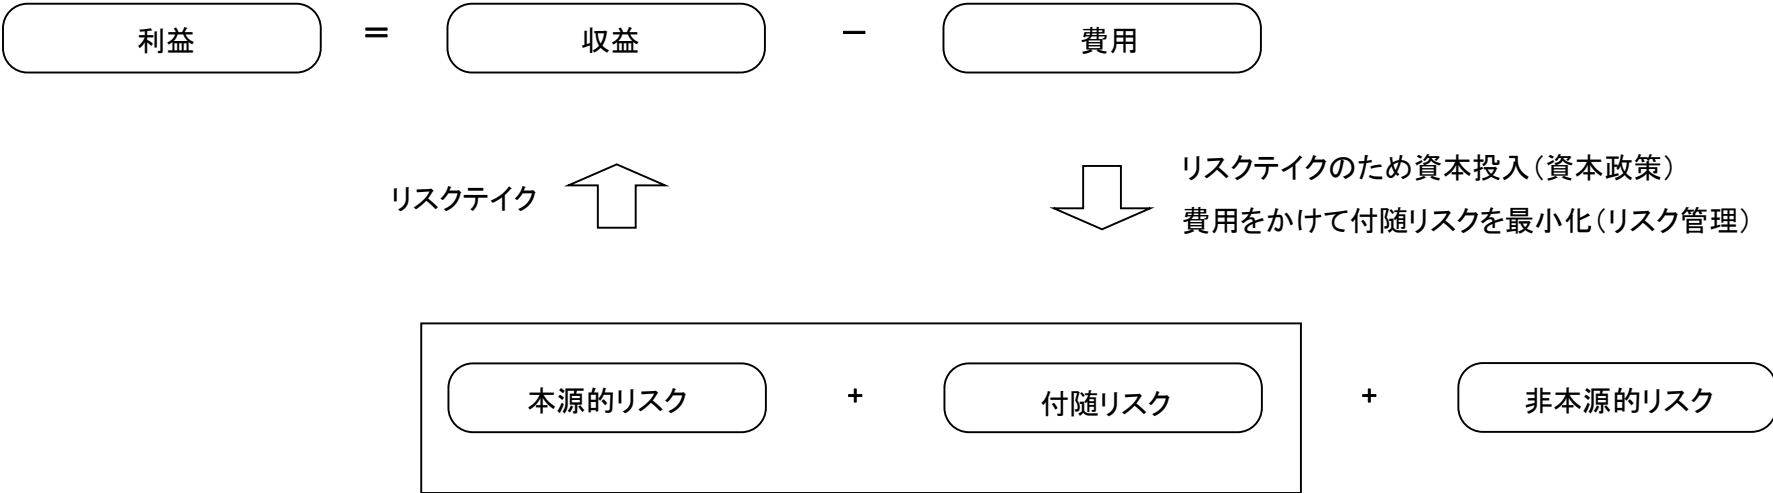 利益 = 収益 − 費用
リスクテイク
リスクテイクのため資本投入（資本政策）
費用をかけて付随リスクを最小化（リスク管理）
本源的リスク + 付随リスク + 非本源的リスク